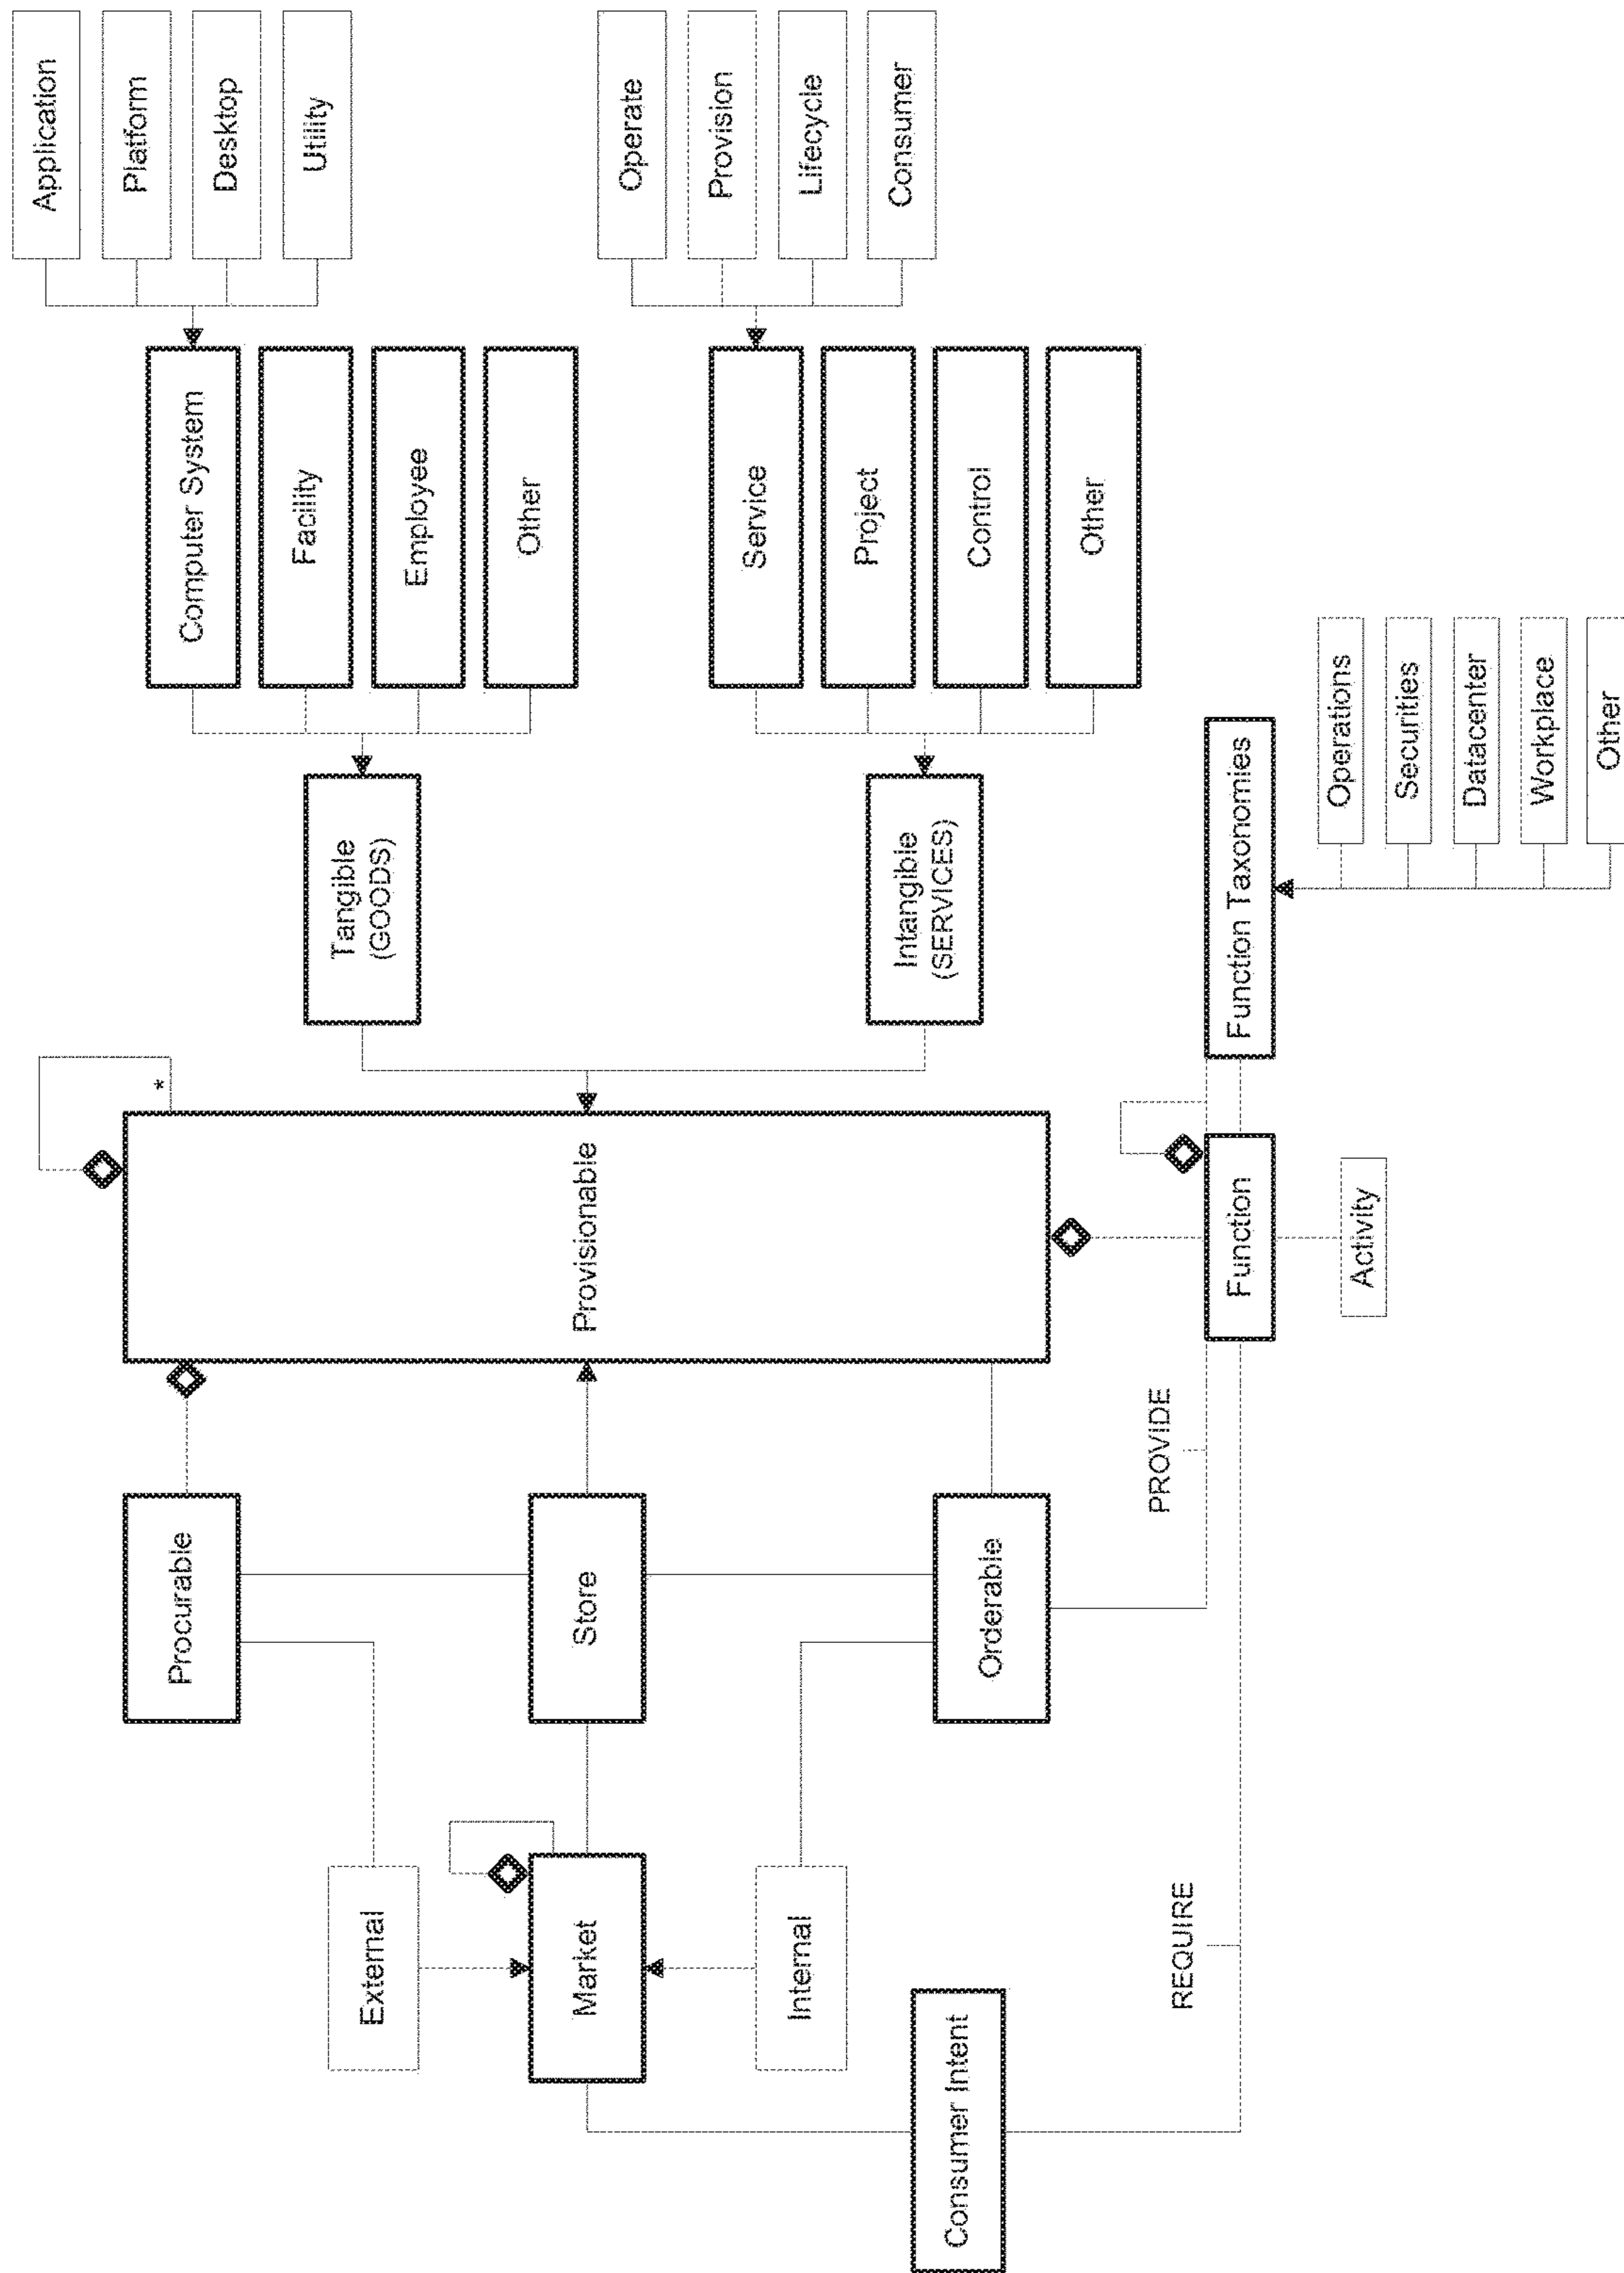 Application
Platform
Desktop
Utility
Operate
Provision
Lifecycle
Consumer
Computer System
Facility
Employee
Other
Service
Project
Control
Other
Tangible
(GOODS)
Intangible
(SERVICES)
Function Taxonomies
Operations
Securities
Datacenter
Workplace
Other
*
Provisionable
Function
Activity
PROVIDE
Procurable
Store
Orderable
External
Market
Internal
REQUIRE
Consumer Intent